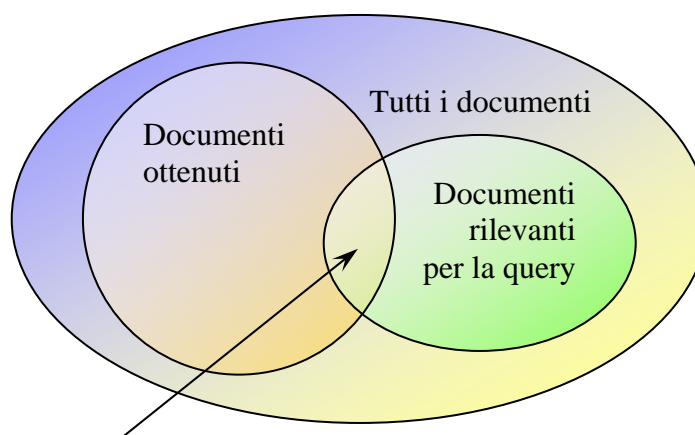 Tutti i documenti
Documenti
ottenuti
Documenti
rilevanti
per la query